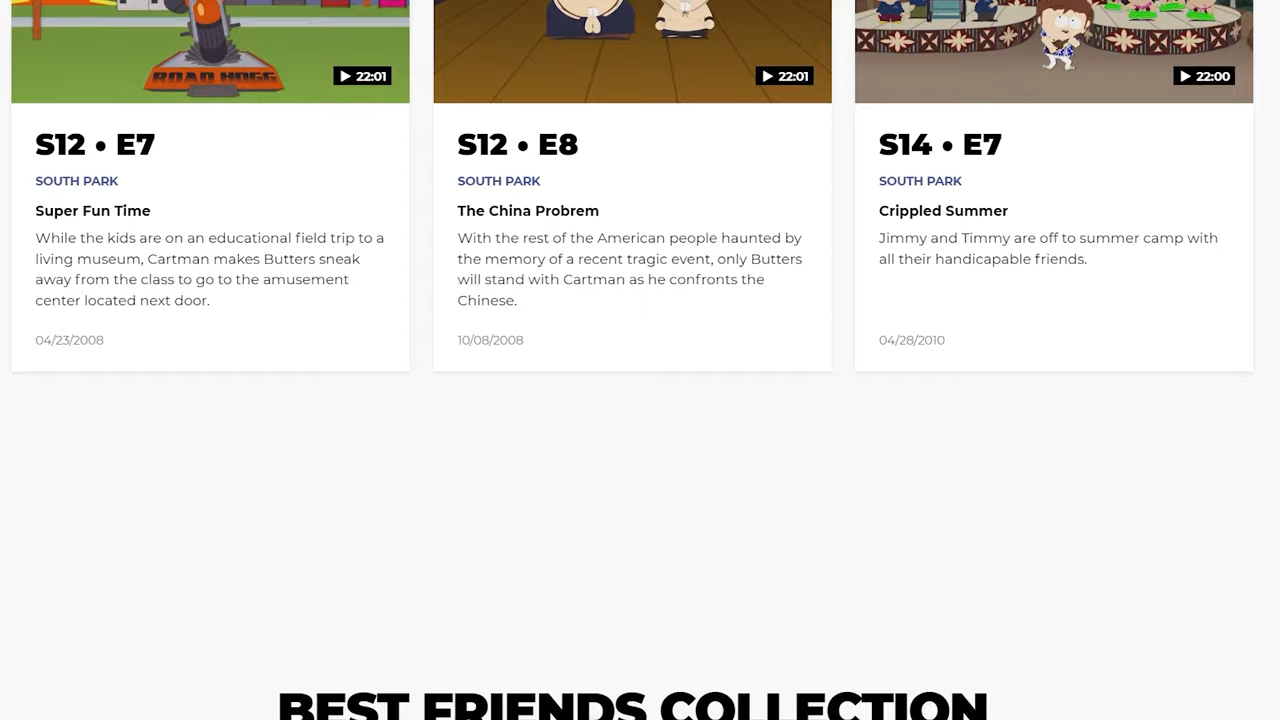 ROAD HOGG
22:01
22:01
22:00
S12 • E7
SOUTH PARK
Super Fun Time
While the kids are on an educational field trip to a
living museum, Cartman makes Butters sneak
away from the class to go to the amusement
center located next door.
04/23/2008
S12 • E8
SOUTH PARK
The China Probrem
With the rest of the American people haunted by
the memory of a recent tragic event, only Butters
will stand with Cartman as he confronts the
Chinese.
10/08/2008
S14 • E7
SOUTH PARK
Crippled Summer
Jimmy and Timmy are off to summer camp with
all their handicapable friends.
04/28/2010
BEST FRIENDS COLLECTION